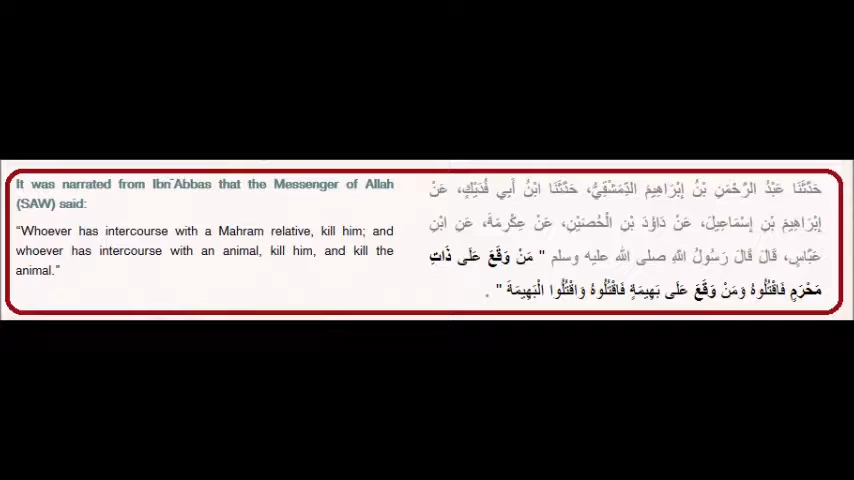 It was narrated from Ibn 'Abbas that the Messenger of Allah
(SAW) said:
“Whoever has intercourse with a Mahram relative, kill him; and
whoever has intercourse with an animal, kill him, and kill the
animal.”
حَدَّثَنَا عَبْدُ الرَّحْمَنِ بْنُ إِبْرَاهِيمَ الدِّمَشْقِيُّ، حَدَّثَنَا ابْنُ أَبِي فُدَيْكٍ، عَنْ
إِبْرَاهِيمَ بْنِ إِسْمَاعِيلَ، عَنْ دَاوُدَ بْنِ الْحُصَيْنِ، عَنْ عِكْرِمَةَ، عَنِ ابْنِ
عَبَّاسٍ، قَالَ قَالَ رَسُولُ اللَّهِ صلى الله عليه وسلم " مَنْ وَقَعَ عَلَى ذَاتِ
مَحْرَمٍ فَاقْتُلُوهُ وَمَنْ وَقَعَ عَلَى بَهِيمَةٍ فَاقْتُلُوهُ وَاقْتُلُوا الْبَهِيمَةَ " .